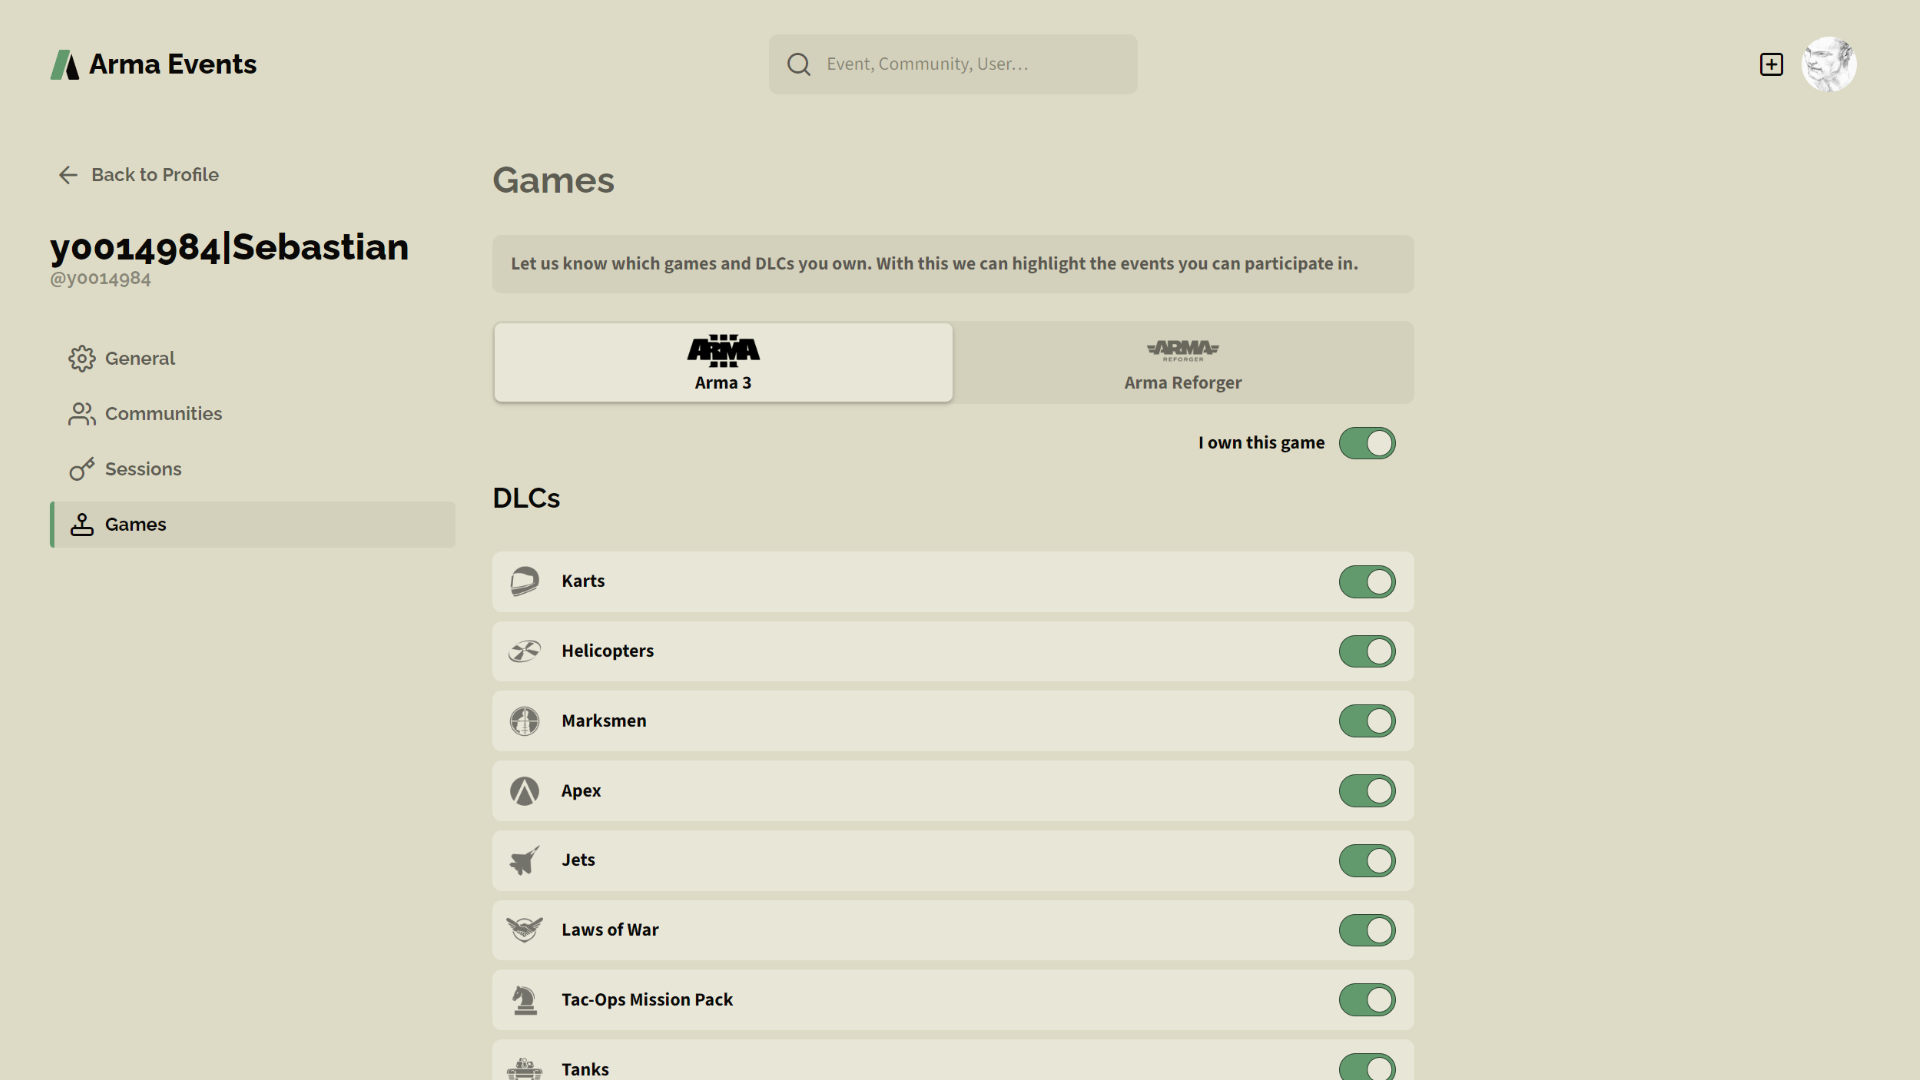 Arma Events
Event, Community, User...
Back to Profile
y0014984|Sebastian
@y0014984
General
Communities
Sessions
Games
Games
Let us know which games and DLCs you own. With this we can highlight the events you can participate in.
ARMA III
Arma 3
ARMA
REFORGER
Arma Reforger
I own this game
DLCs
Karts
Helicopters
Marksmen
Apex
Jets
Laws of War
Tac-Ops Mission Pack
Tanks